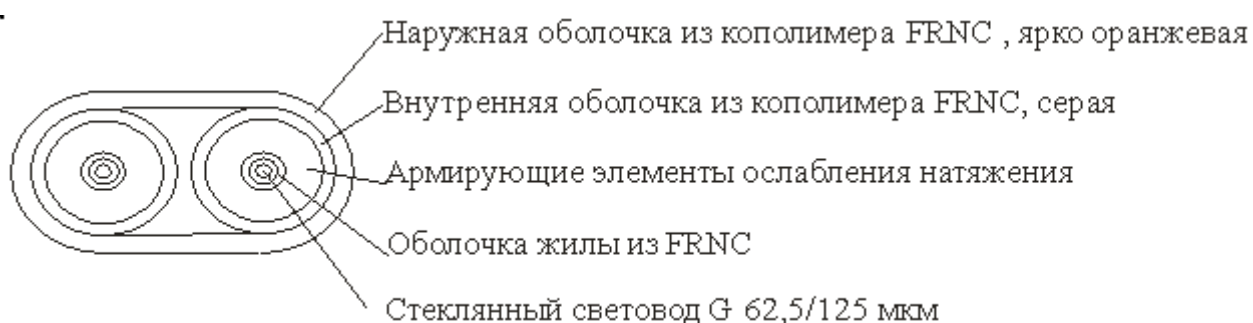 Наружная оболочка из кополимера FRNC , ярко оранжевая
Внутренняя оболочка из кополимера FRNC, серая
Армирующие элементы ослабления натяжения
Оболочка жилы из FRNC
Стеклянный световод G 62,5/125 мкм